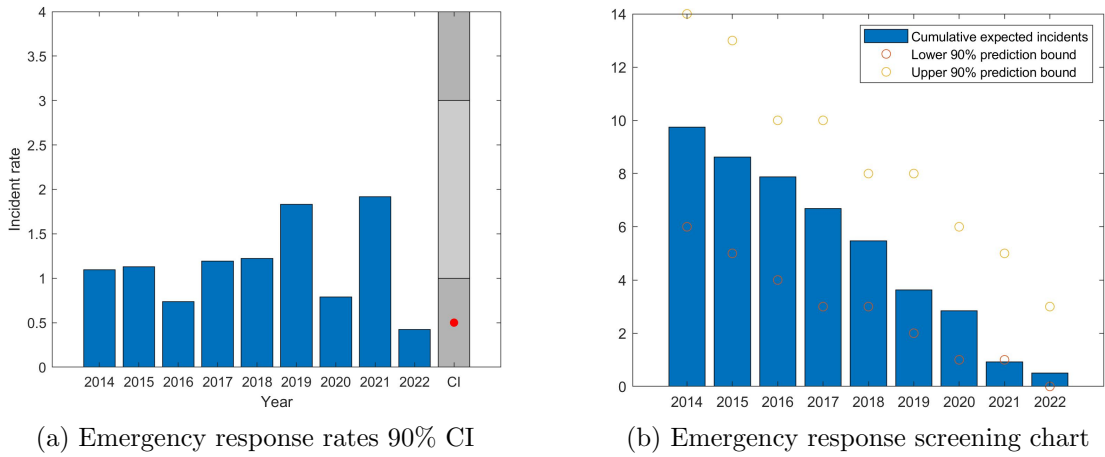 4
3.5
3
2.5
2
1.5
1
0.5
0
Incident rate
2014 2015 2016 2017 2018 2019 2020 2021 2022 CI
Year
(a) Emergency response rates 90% CI
14
12
10
8
6
4
2
0
Cumulative expected incidents
Lower 90% prediction bound
Upper 90% prediction bound
2014 2015 2016 2017 2018 2019 2020 2021 2022
(b) Emergency response screening chart